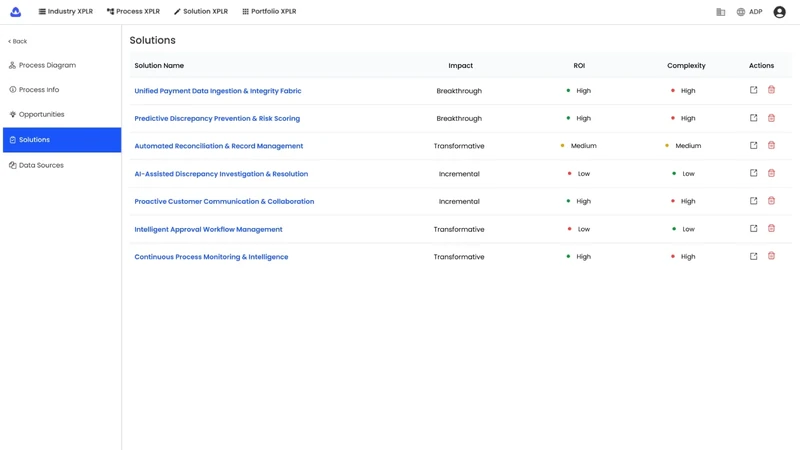 Industry XPLR Process XPLR Solution XPLR Portfolio XPLR ADP
< Back
Process Diagram
Process Info
Opportunities
Solutions
Data Sources
Solutions
Solution Name Impact ROI Complexity Actions
Unified Payment Data Ingestion & Integrity Fabric Breakthrough High High
Predictive Discrepancy Prevention & Risk Scoring Breakthrough High High
Automated Reconciliation & Record Management Transformative Medium Medium
AI-Assisted Discrepancy Investigation & Resolution Incremental Low Low
Proactive Customer Communication & Collaboration Incremental High High
Intelligent Approval Workflow Management Transformative Low Low
Continuous Process Monitoring & Intelligence Transformative High High